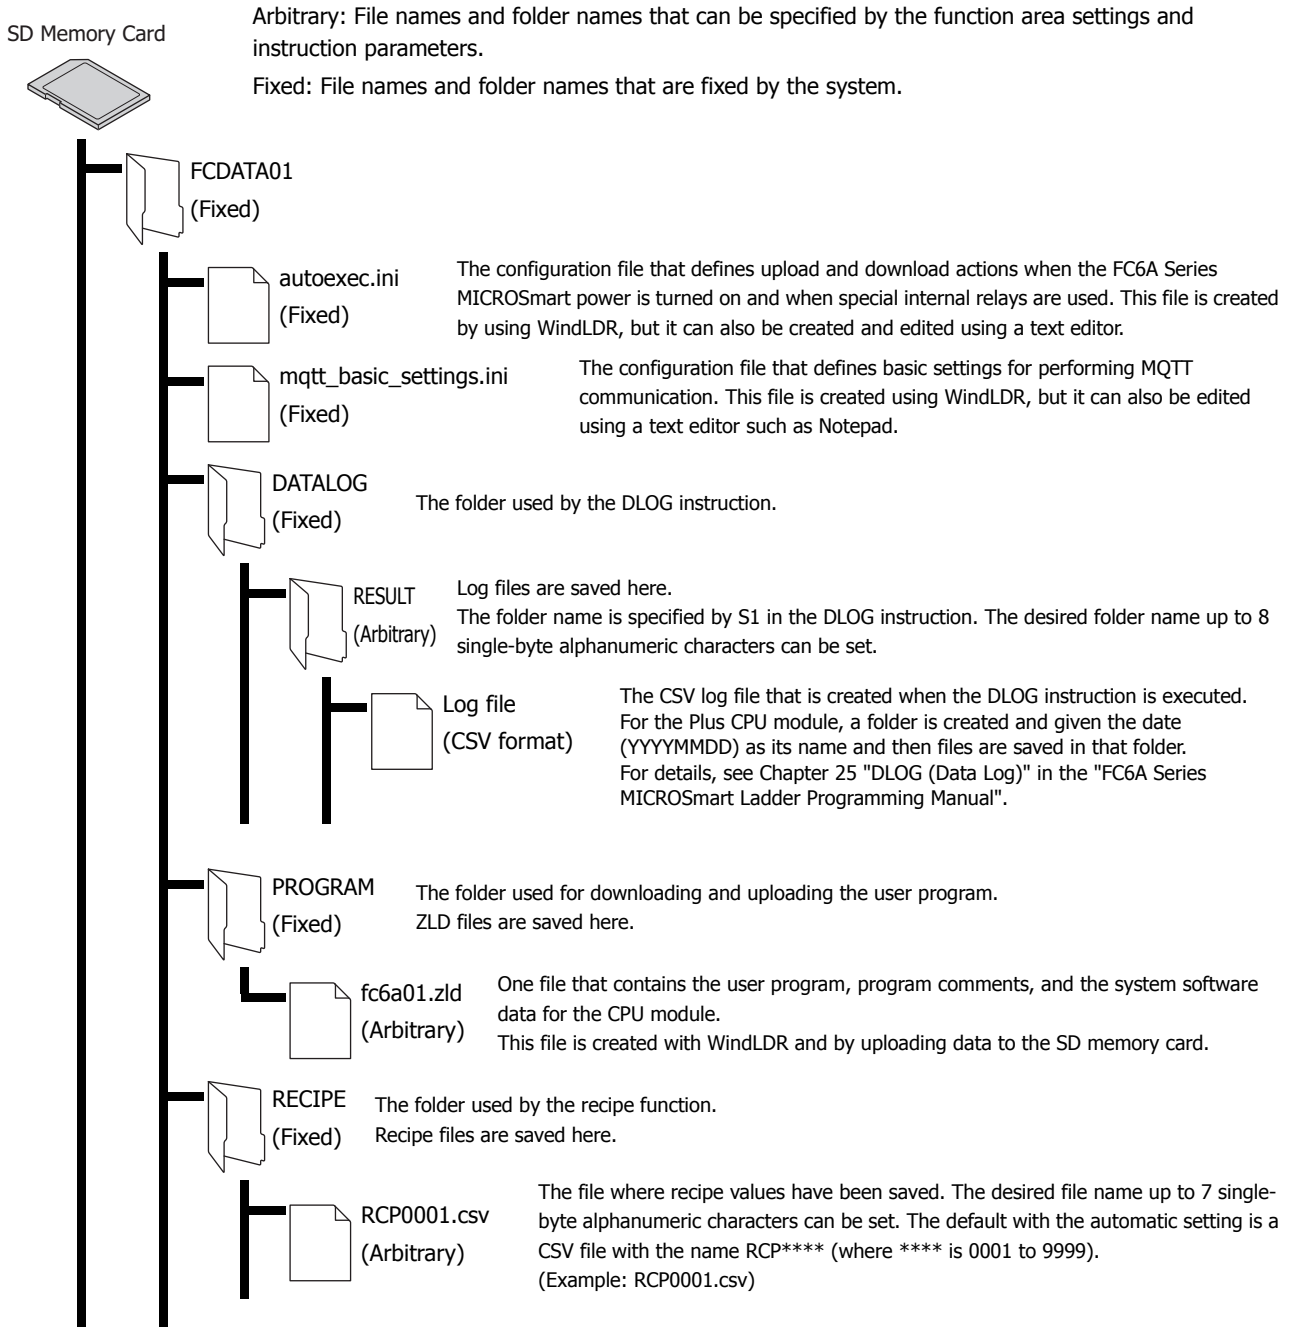 Arbitrary: File names and folder names that can be specified by the function area settings and
instruction parameters.
SD Memory Card
Fixed: File names and folder names that are fixed by the system.
FCDATA01
(Fixed)
autoexec.ini
(Fixed)
The configuration file that defines upload and download actions when the FC6A Series
MICROSmart power is turned on and when special internal relays are used. This file is created
by using WindLDR, but it can also be created and edited using a text editor.
mqtt_basic_settings.ini
(Fixed)
The configuration file that defines basic settings for performing MQTT
communication. This file is created using WindLDR, but it can also be edited
using a text editor such as Notepad.
DATALOG
(Fixed)
The folder used by the DLOG instruction.
RESULT
(Arbitrary)
Log files are saved here.
The folder name is specified by S1 in the DLOG instruction. The desired folder name up to 8
single-byte alphanumeric characters can be set.
Log file
(CSV format)
The CSV log file that is created when the DLOG instruction is executed.
For the Plus CPU module, a folder is created and given the date
(YYYYMMDD) as its name and then files are saved in that folder.
For details, see Chapter 25 "DLOG (Data Log)" in the "FC6A Series
MICROSmart Ladder Programming Manual".
PROGRAM
(Fixed)
The folder used for downloading and uploading the user program.
ZLD files are saved here.
fc6a01.zld
(Arbitrary)
One file that contains the user program, program comments, and the system software
data for the CPU module.
This file is created with WindLDR and by uploading data to the SD memory card.
RECIPE
(Fixed)
The folder used by the recipe function.
Recipe files are saved here.
RCP0001.csv
(Arbitrary)
The file where recipe values have been saved. The desired file name up to 7 single-
byte alphanumeric characters can be set. The default with the automatic setting is a
CSV file with the name RCP**** (where **** is 0001 to 9999).
(Example: RCP0001.csv)